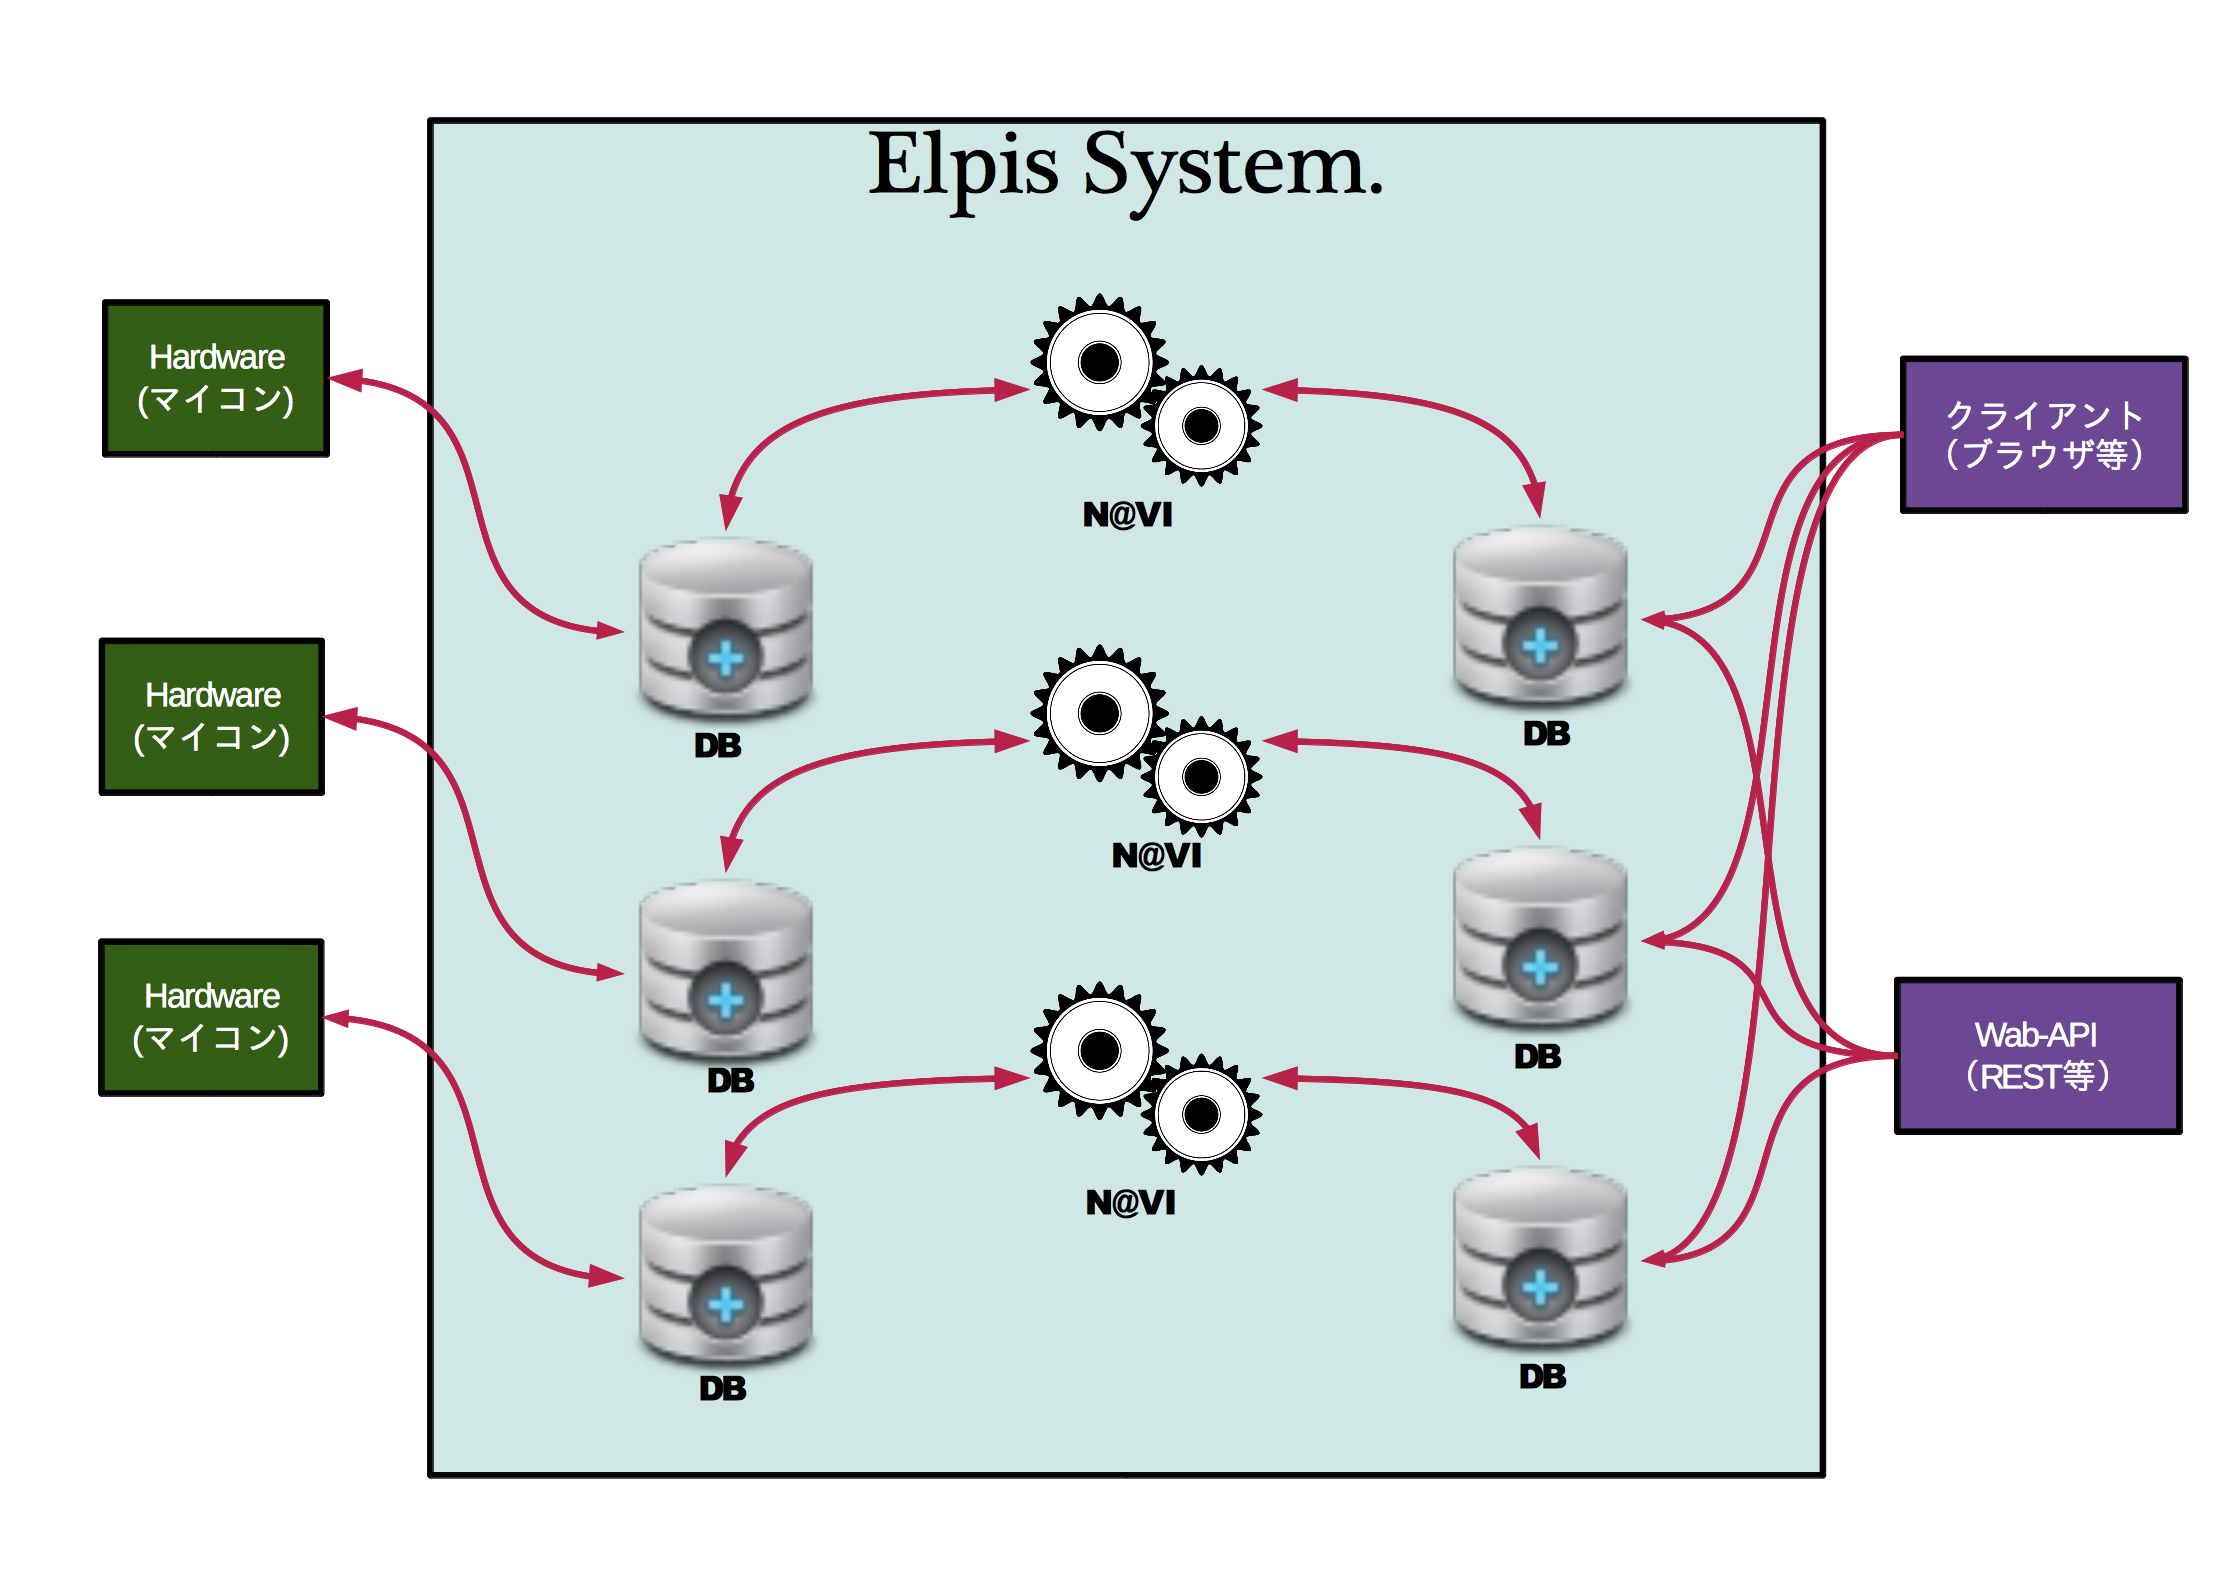 Elpis System.
Hardware
(マイコン)
Hardware
(マイコン)
Hardware
(マイコン)
N@VI
DB
DB
N@VI
DB
DB
N@VI
DB
DB
クライアント
（ブラウザ等）
Wab-API
（REST等）